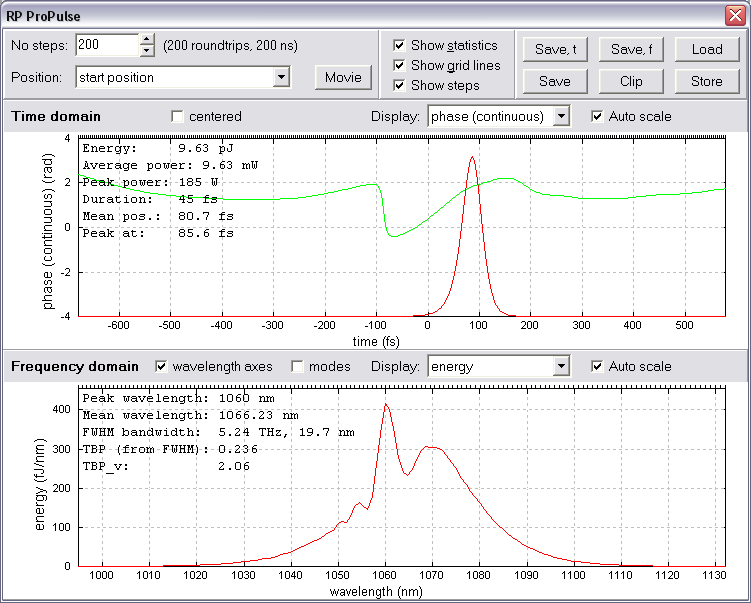 RP ProPulse
No steps: 200 (200 roundtrips, 200 ns)
Position: start position Movie
Show statistics
Show grid lines
Show steps
Save, t Save, f Load
Save Clip Store
Time domain centered Display: phase (continuous) Auto scale
phase (continuous) (rad)
4
2
0
-2
-4
Energy: 9.63 pJ
Average power: 9.63 mW
Peak power: 185 W
Duration: 45 fs
Mean pos.: 80.7 fs
Peak at: 85.6 fs
-600 -500 -400 -300 -200 -100 0 100 200 300 400 500
time (fs)
Frequency domain wavelength axes modes Display: energy Auto scale
energy (fJ/nm)
400
300
200
100
0
Peak wavelength: 1060 nm
Mean wavelength: 1066.23 nm
FWHM bandwidth: 5.24 THz, 19.7 nm
TBP (from FWHM): 0.236
TBP_v: 2.06
1000 1010 1020 1030 1040 1050 1060 1070 1080 1090 1100 1110 1120 1130
wavelength (nm)